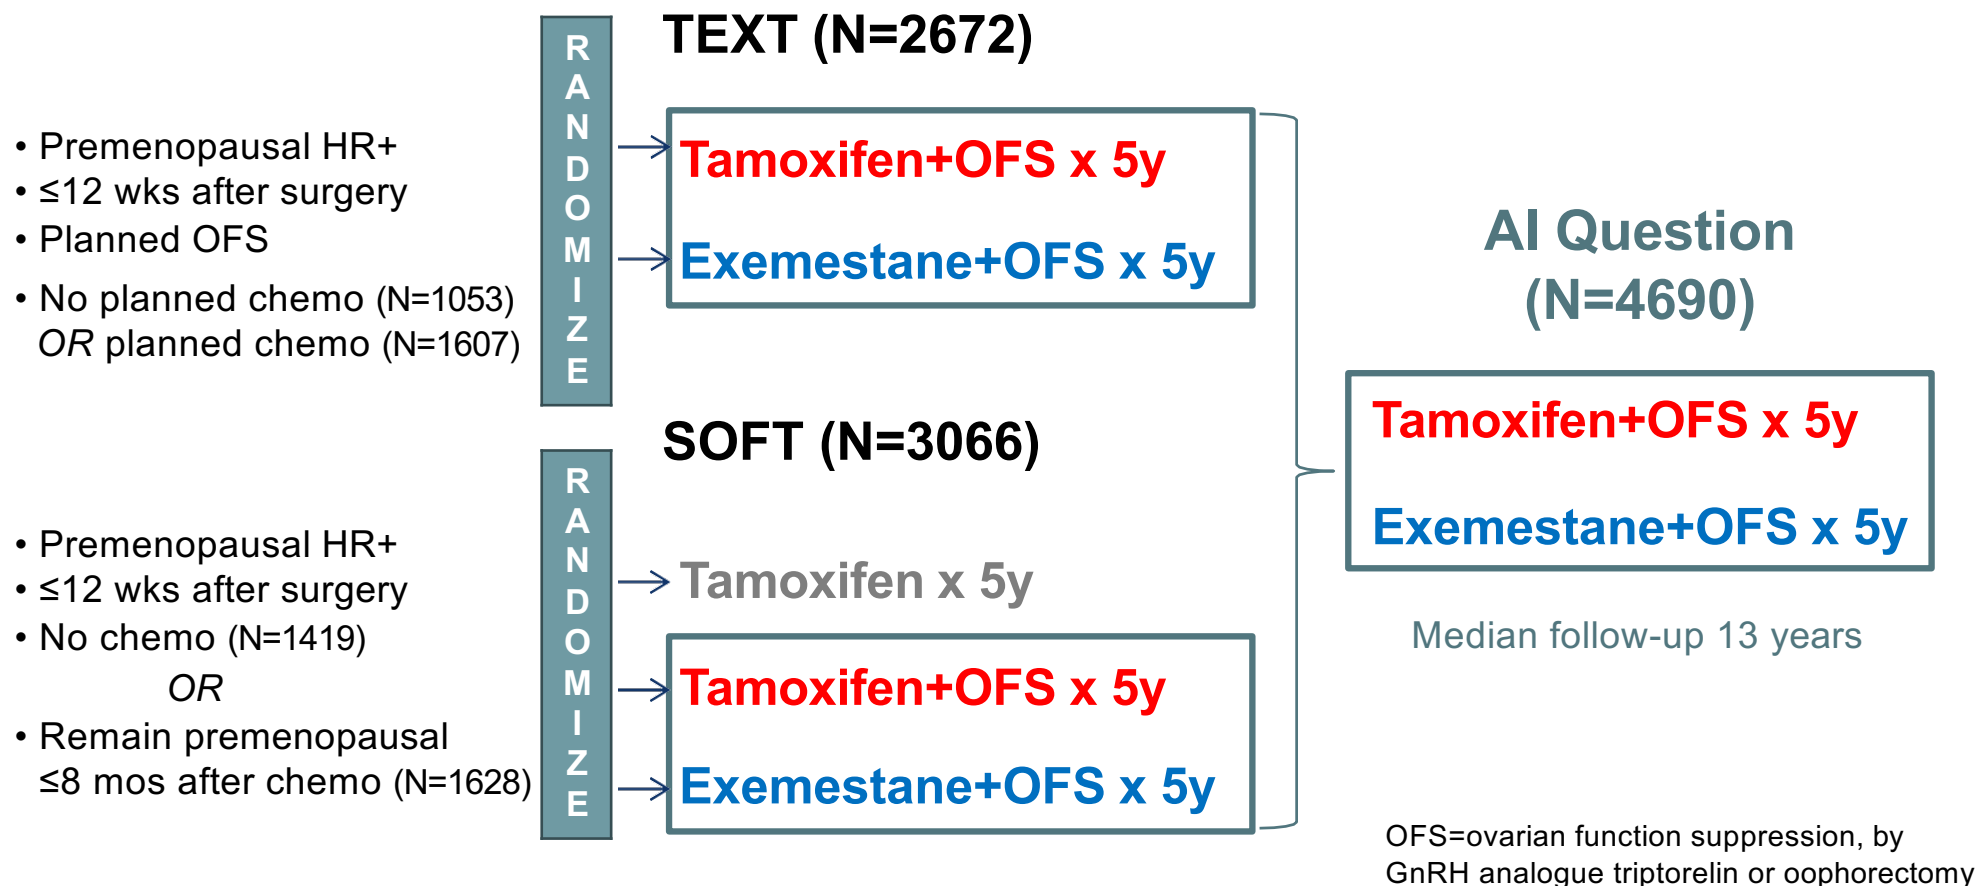 TEXT (N=2672)
• Premenopausal HR+
• ≤12 wks after surgery
• Planned OFS
• No planned chemo (N=1053)
OR planned chemo (N=1607)
RANDOMIZE
Tamoxifen+OFS x 5y
Exemestane+OFS x 5y
SOFT (N=3066)
• Premenopausal HR+
• ≤12 wks after surgery
• No chemo (N=1419)
OR
• Remain premenopausal
≤8 mos after chemo (N=1628)
RANDOMIZE
Tamoxifen x 5y
Tamoxifen+OFS x 5y
Exemestane+OFS x 5y
AI Question
(N=4690)
Tamoxifen+OFS x 5y
Exemestane+OFS x 5y
Median follow-up 13 years
OFS=ovarian function suppression, by
GnRH analogue triptorelin or oophorectomy